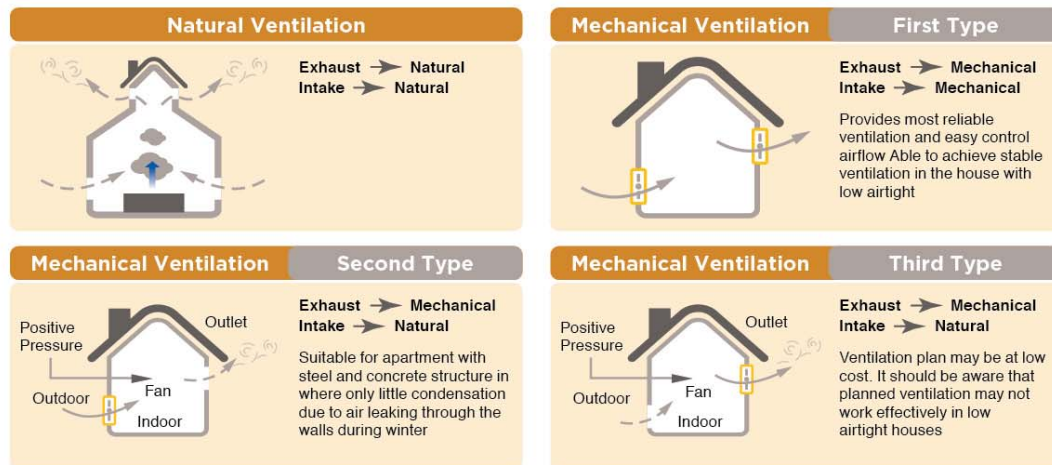 Natural Ventilation
Exhaust → Natural
Intake → Natural
Mechanical Ventilation
First Type
Exhaust → Mechanical
Intake → Mechanical
Provides most reliable
ventilation and easy control
airflow Able to achieve stable
ventilation in the house with
low airtight
Mechanical Ventilation
Second Type
Positive
Pressure
Outdoor
Fan
Indoor
Outlet
Exhaust → Mechanical
Intake → Natural
Suitable for apartment with
steel and concrete structure in
where only little condensation
due to air leaking through the
walls during winter
Mechanical Ventilation
Third Type
Positive
Pressure
Outdoor
Fan
Indoor
Outlet
Exhaust → Mechanical
Intake → Natural
Ventilation plan may be at low
cost. It should be aware that
planned ventilation may not
work effectively in low
airtight houses